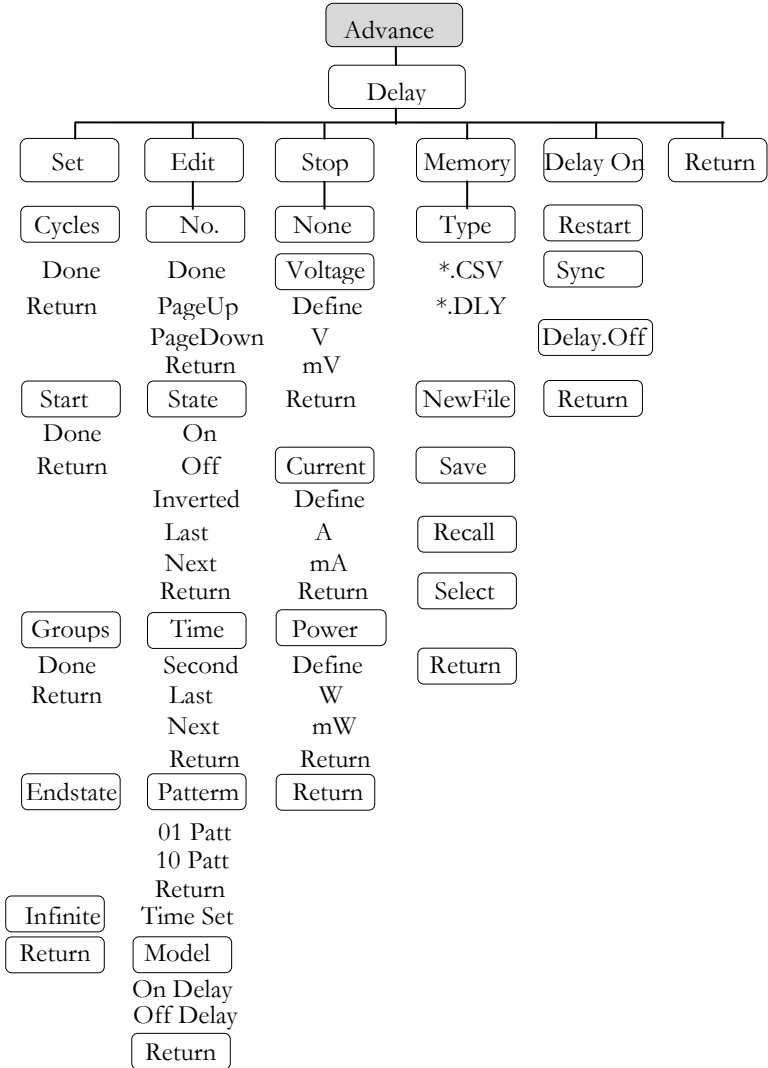 Advance
Delay
Set Edit Stop Memory Delay On Return
Cycles No. None Type Restart
Done Done Voltage *.CSV Sync
Return PageUp Define *.DLY
PageDown V Delay.Off
Return mV
Start State Return NewFile Return
Done On
Return Off Current Save
Inverted Define
Last A Recall
Next mA
Return Return Select
Groups Time Power
Done Second Define Return
Return Last W
Next mW
Return Return
Endstate Patterm Return
01 Patt
10 Patt
Return
Infinite Time Set
Return Model
On Delay
Off Delay
Return